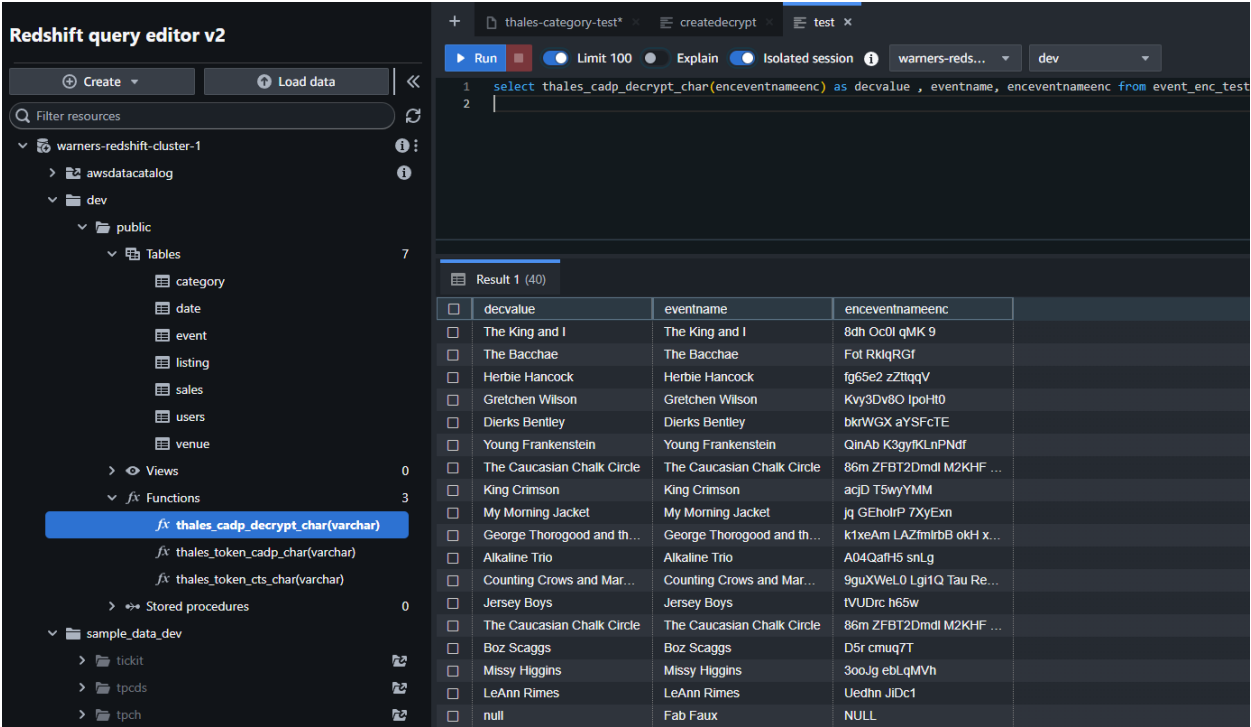 Redshift query editor v2
Create
Load data
Filter resources
warners-redshift-cluster-1
awsdatacatalog
dev
public
Tables 7
category
date
event
listing
sales
users
venue
Views 0
fx Functions 3
fx thales_cadp_decrypt_char(varchar)
fx thales_token_cadp_char(varchar)
fx thales_token_cts_char(varchar)
Stored procedures 0
sample_data_dev
tickit
tpcds
tpch
+ thales-category-test* × createdecrypt × test ×
Run Limit 100 Explain Isolated session warners-reds... dev
1 select thales_cadp_decrypt_char(enceventnameenc) as decvalue , eventname, enceventnameenc from event_enc_test
2
Result 1 (40)
decvalue eventname enceventnameenc
The King and I The King and I 8dh Oc0I qMK 9
The Bacchae The Bacchae Fot RkIqRGf
Herbie Hancock Herbie Hancock fg65e2 zZttqqV
Gretchen Wilson Gretchen Wilson Kvy3Dv8O IpoHt0
Dierks Bentley Dierks Bentley bkrWGX aYSFcTE
Young Frankenstein Young Frankenstein QinAb K3gyfKLnPNdf
The Caucasian Chalk Circle The Caucasian Chalk Circle 86m ZFBT2Dmdl M2KHF ...
King Crimson King Crimson acjD T5wyYMM
My Morning Jacket My Morning Jacket jq GEholrP 7XyExn
George Thorogood and th... George Thorogood and th... k1xeAm LAZfmIrbB okH x...
Alkaline Trio Alkaline Trio A04QafH5 snLg
Counting Crows and Mar... Counting Crows and Mar... 9guXWeL0 Lgi1Q Tau Re...
Jersey Boys Jersey Boys tVUDrc h65w
The Caucasian Chalk Circle The Caucasian Chalk Circle 86m ZFBT2Dmdl M2KHF ...
Boz Scaggs Boz Scaggs D5r cmuq7T
Missy Higgins Missy Higgins 3ooJg ebLqMVh
LeAnn Rimes LeAnn Rimes Uedhn JiDc1
null Fab Faux NULL